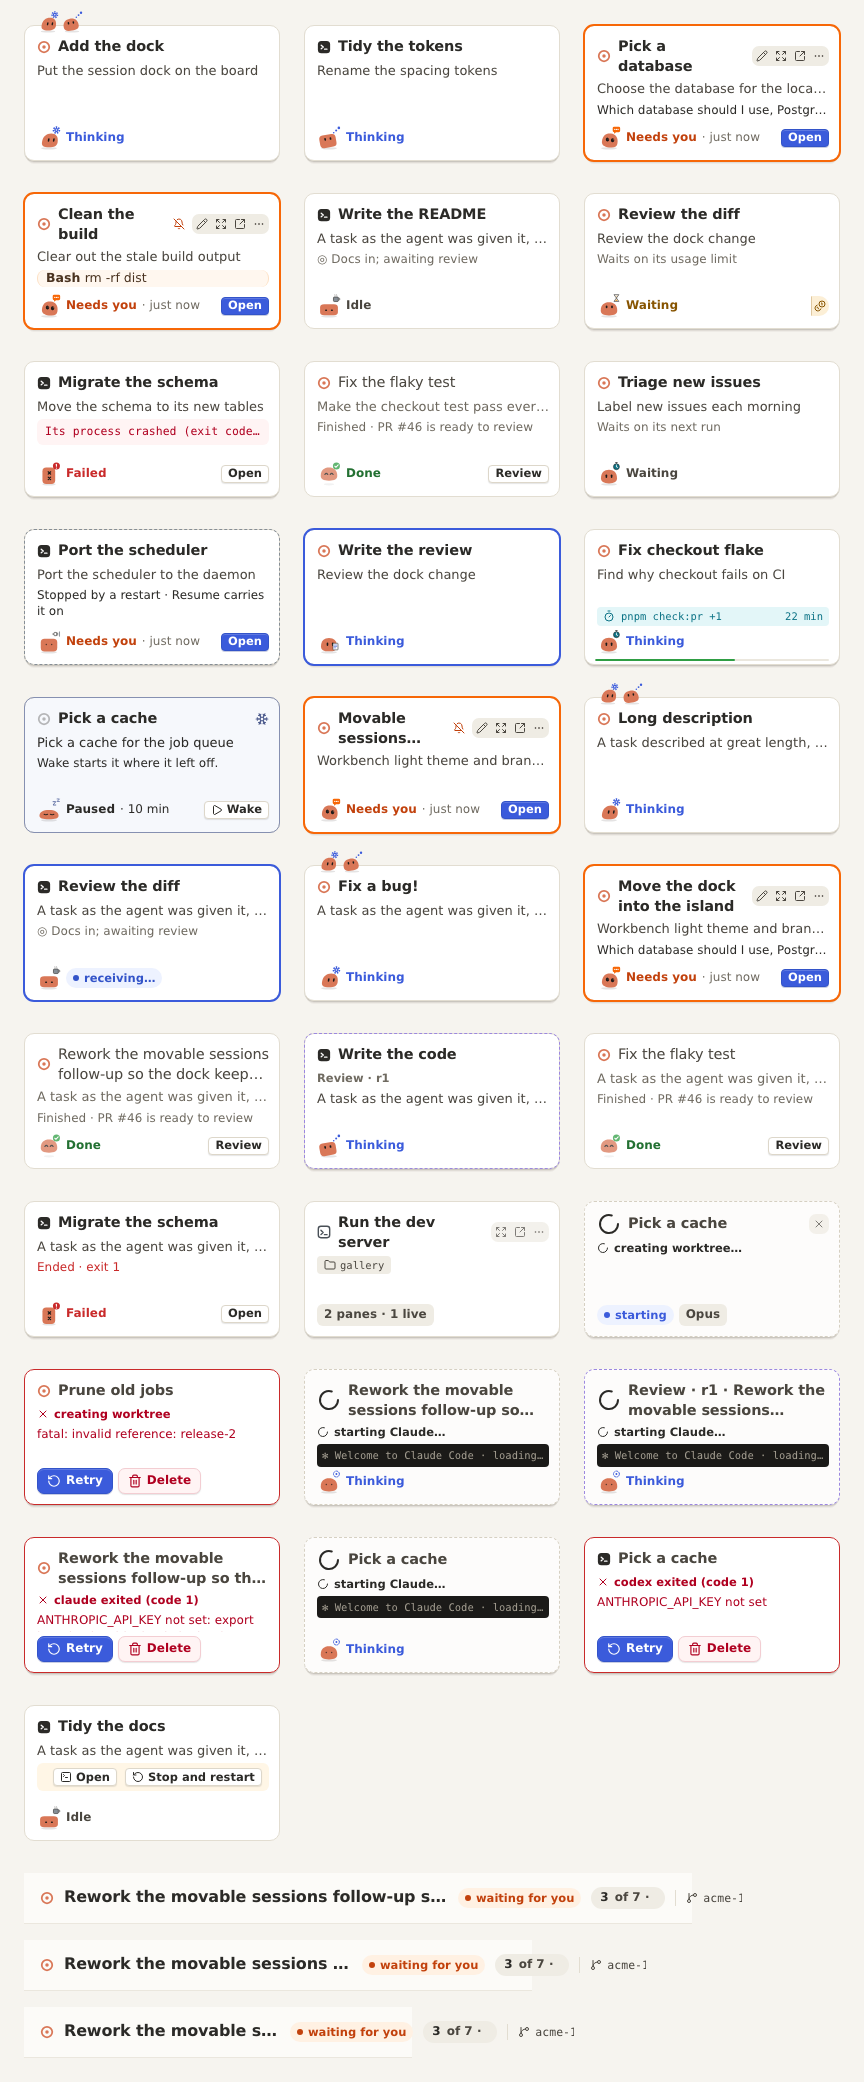 Add the dock
Put the session dock on the board
Thinking
Tidy the tokens
Rename the spacing tokens
Thinking
Pick a
database
Choose the database for the loca…
Which database should I use, Postgr…
Needs you · just now
Open
Clean the
build
Clear out the stale build output
Bash rm -rf dist
Needs you · just now
Open
Write the README
A task as the agent was given it, …
◎ Docs in; awaiting review
Idle
Review the diff
Review the dock change
Waits on its usage limit
Waiting
Migrate the schema
Move the schema to its new tables
Its process crashed (exit code…
Failed
Open
Fix the flaky test
Make the checkout test pass ever…
Finished · PR #46 is ready to review
Done
Review
Triage new issues
Label new issues each morning
Waits on its next run
Waiting
Port the scheduler
Port the scheduler to the daemon
Stopped by a restart · Resume carries
it on
Needs you · just now
Open
Write the review
Review the dock change
Thinking
Fix checkout flake
Find why checkout fails on CI
pnpm check:pr +1 22 min
Thinking
Pick a cache
Pick a cache for the job queue
Wake starts it where it left off.
Paused · 10 min
Wake
Movable
sessions…
Workbench light theme and bran…
Needs you · just now
Open
Long description
A task described at great length, …
Thinking
Review the diff
A task as the agent was given it, …
◎ Docs in; awaiting review
receiving…
Fix a bug!
A task as the agent was given it, …
Thinking
Move the dock
into the island
Workbench light theme and bran…
Which database should I use, Postgr…
Needs you · just now
Open
Rework the movable sessions
follow-up so the dock keep…
A task as the agent was given it, …
Finished · PR #46 is ready to review
Done
Review
Write the code
Review · r1
A task as the agent was given it, …
Thinking
Fix the flaky test
A task as the agent was given it, …
Finished · PR #46 is ready to review
Done
Review
Migrate the schema
A task as the agent was given it, …
Ended · exit 1
Failed
Open
Run the dev
server
gallery
2 panes · 1 live
Pick a cache
creating worktree…
starting
Opus
Prune old jobs
creating worktree
fatal: invalid reference: release-2
Retry
Delete
Rework the movable
sessions follow-up so…
starting Claude…
✻ Welcome to Claude Code · loading…
Thinking
Review · r1 · Rework the
movable sessions…
starting Claude…
✻ Welcome to Claude Code · loading…
Thinking
Rework the movable
sessions follow-up so th…
claude exited (code 1)
ANTHROPIC_API_KEY not set: export
Retry
Delete
Pick a cache
starting Claude…
✻ Welcome to Claude Code · loading…
Thinking
Pick a cache
codex exited (code 1)
ANTHROPIC_API_KEY not set
Retry
Delete
Tidy the docs
A task as the agent was given it, …
Open
Stop and restart
Idle
Rework the movable sessions follow-up s… waiting for you 3 of 7 · acme-
Rework the movable sessions … waiting for you 3 of 7 · acme-
Rework the movable s… waiting for you 3 of 7 · acme-